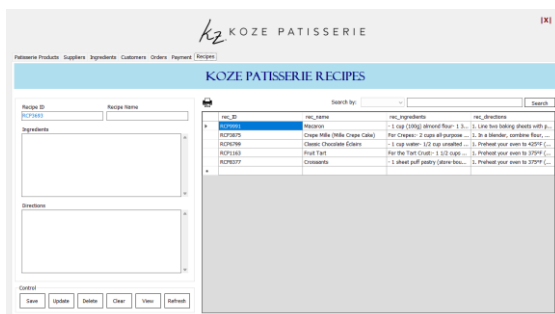 |X|
kz KOZE PATISSERIE
Patisserie Products Suppliers Ingredients Customers Orders Payment Recipes
KOZE PATISSERIE RECIPES
Search by: Search
Recipe ID Recipe Name
Ingredients
Directions
Control
Save Update Delete Clear View Refresh
rec_ID rec_name rec_ingredients rec_directions
Macaron - 1 cup (100g) almond flour- 1 3... 1. Line two baking sheets with p...
RCP3875 Crepe Mille (Mille Crepe Cake) For Crepes:- 2 cups all-purpose ... 1. In a blender, combine flour, ...
RCP6799 Classic Chocolate Éclairs - 1 cup water- 1/2 cup unsalted ... 1. Preheat your oven to 425°F (...
RCP1163 Fruit Tart For the Tart Crust:- 1 1/2 cups ... 1. Preheat your oven to 375°F (...
RCP8377 Croissants - 1 sheet puff pastry (store-bou... 1. Preheat your oven to 375°F (...